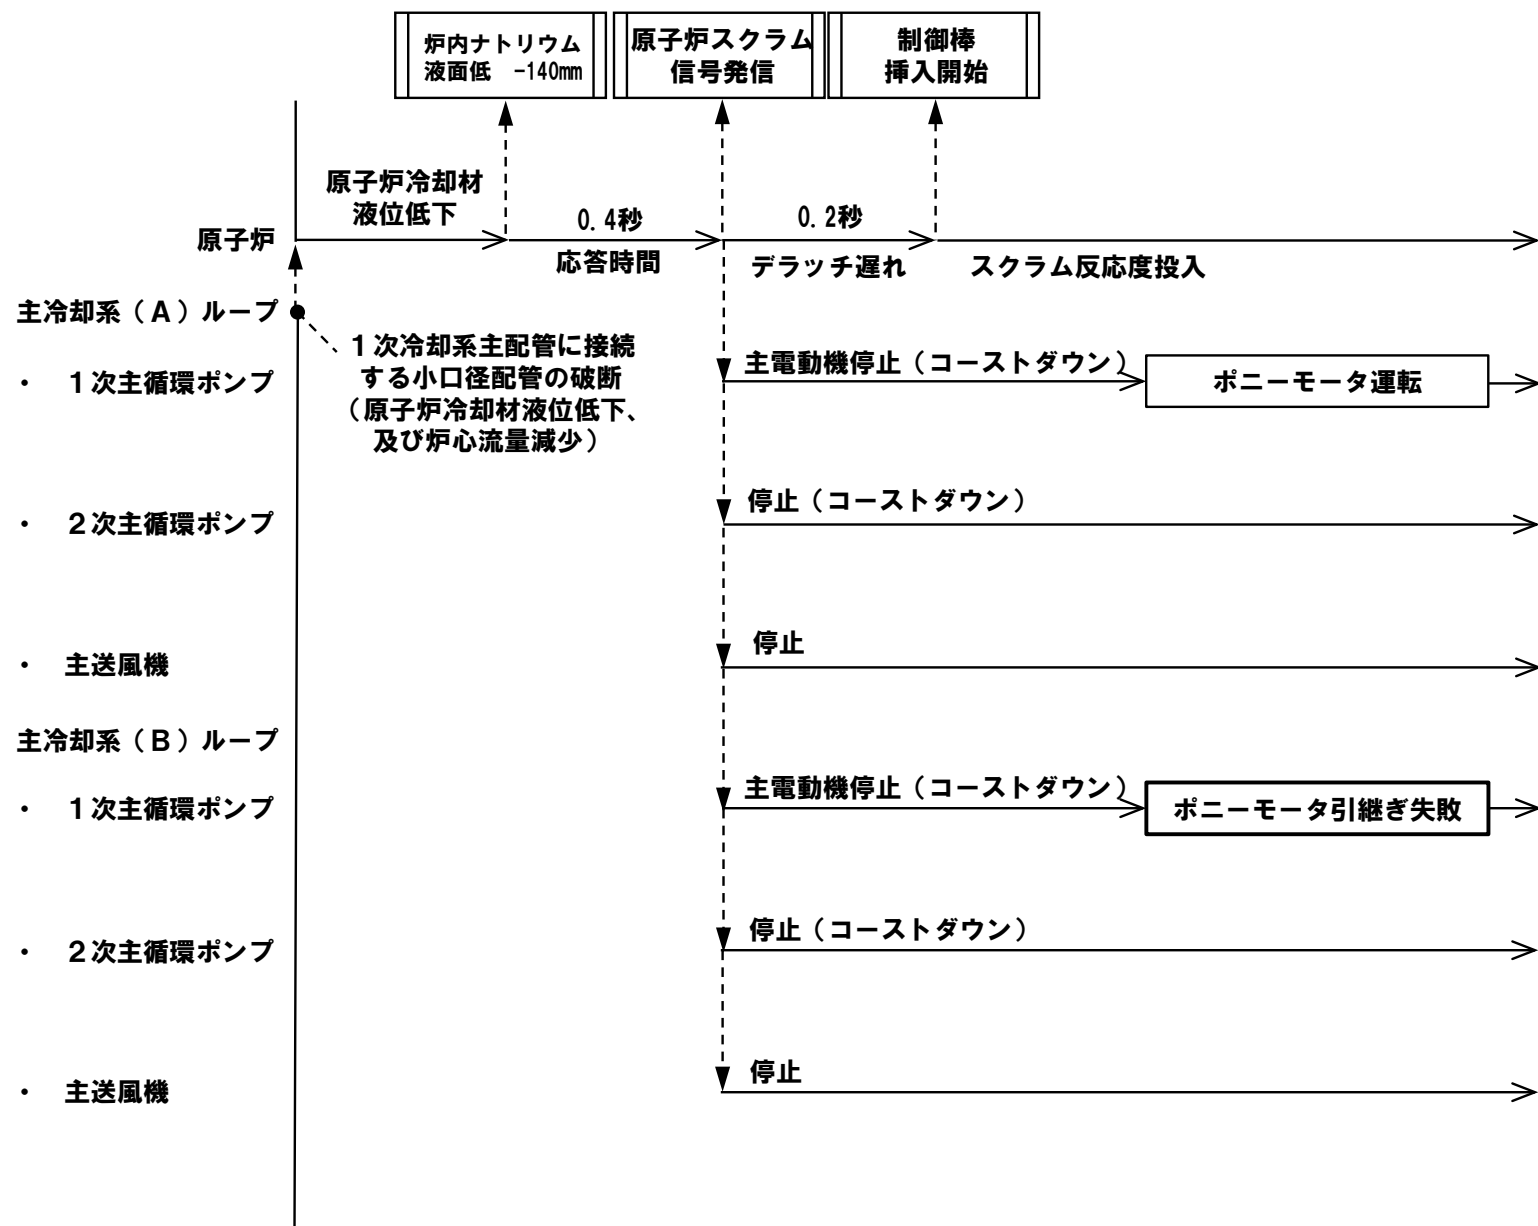 炉内ナトリウム
液面低　-140mm
原子炉スクラム
信号発信
制御棒
挿入開始
原子炉冷却材
液位低下
0.4秒
0.2秒
原子炉
応答時間
デラッチ遅れ
スクラム反応度投入
主冷却系（Ａ）ループ
１次冷却系主配管に接続
する小口径配管の破断
（原子炉冷却材液位低下、
及び炉心流量減少）
・　１次主循環ポンプ
主電動機停止（コーストダウン）
ポニーモータ運転
・　２次主循環ポンプ
停止（コーストダウン）
・　主送風機
停止
主冷却系（Ｂ）ループ
・　１次主循環ポンプ
主電動機停止（コーストダウン）
ポニーモータ引継ぎ失敗
・　２次主循環ポンプ
停止（コーストダウン）
・　主送風機
停止